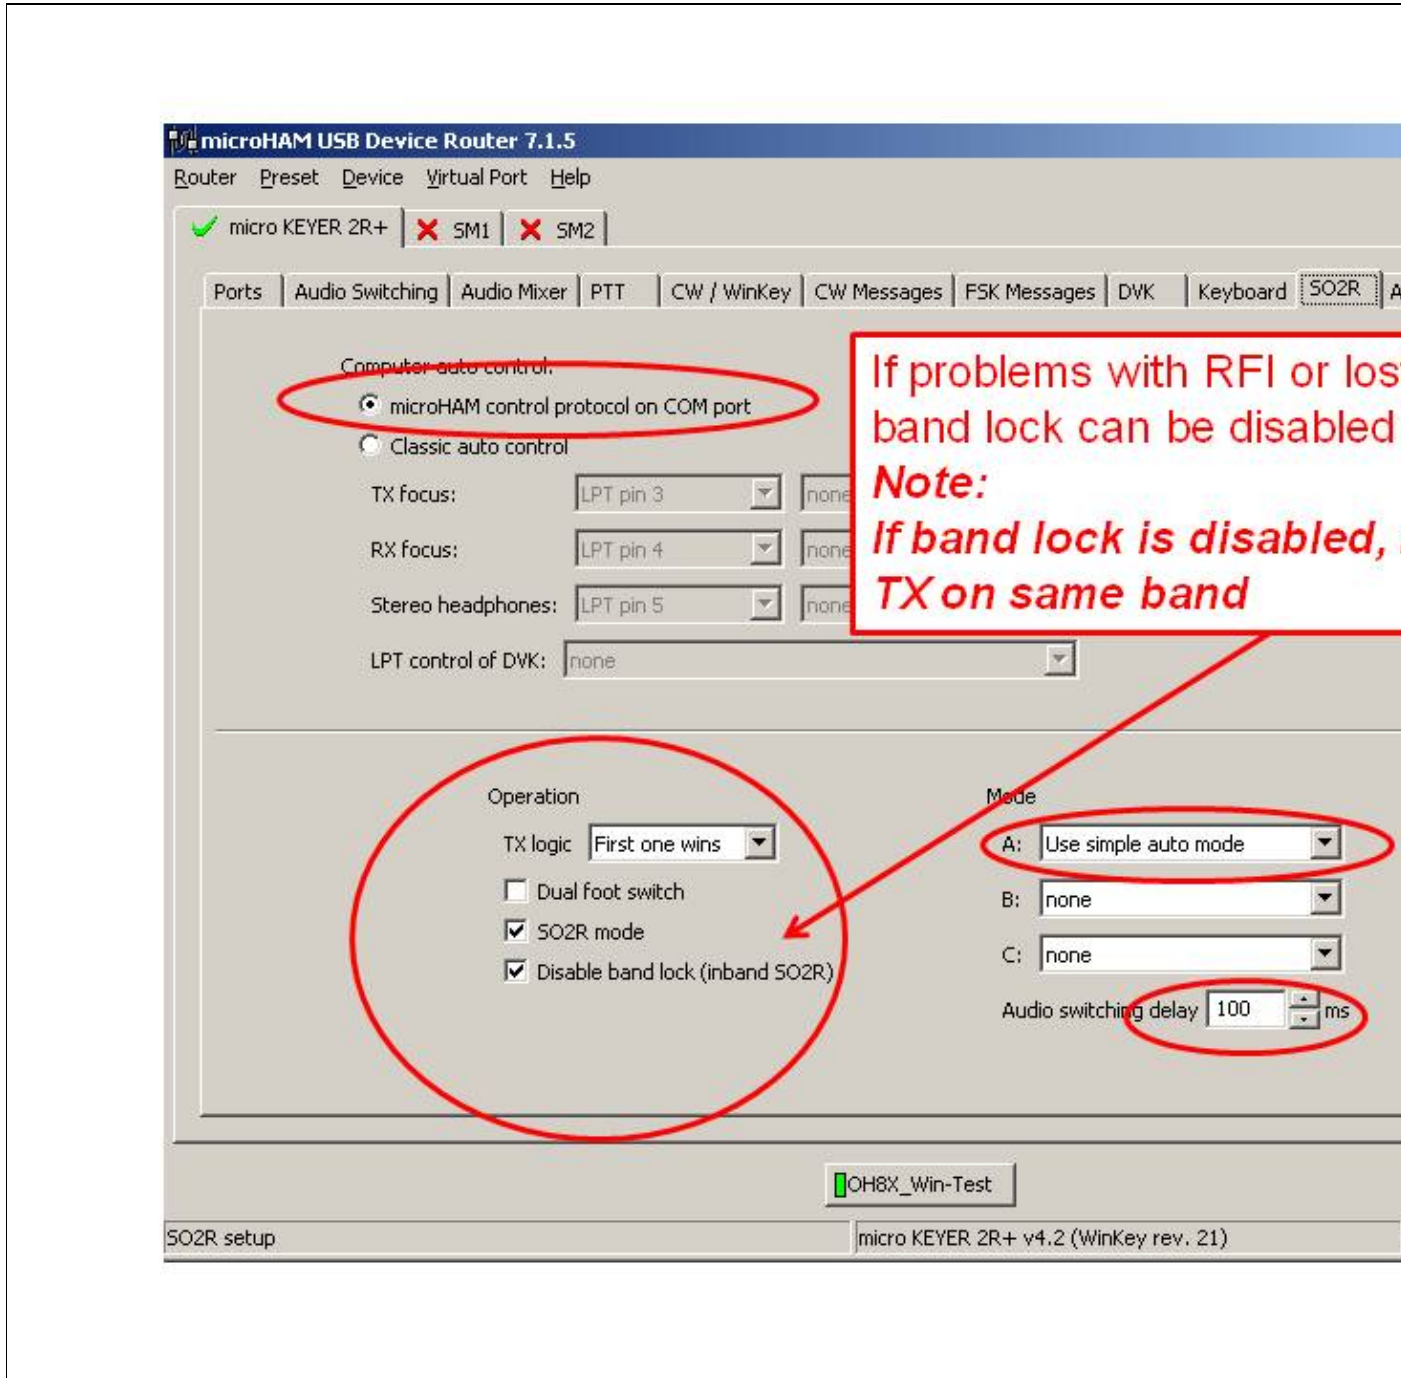 microHAM USB Device Router 7.1.5
Router Preset Device Virtual Port Help
micro KEYER 2R+ SM1 SM2
Ports Audio Switching Audio Mixer PTT CW / WinKey CW Messages FSK Messages DVK Keyboard SO2R A
Computer auto control:
microHAM control protocol on COM port
Classic auto control
TX focus: LPT pin 3 none
RX focus: LPT pin 4 none
Stereo headphones: LPT pin 5 none
LPT control of DVK: none
If problems with RFI or los
band lock can be disabled
Note:
If band lock is disabled,
TX on same band
Operation
TX logic First one wins
Dual foot switch
SO2R mode
Disable band lock (inband SO2R)
Mode
A: Use simple auto mode
B: none
C: none
Audio switching delay 100 ms
OH8X_Win-Test
SO2R setup
micro KEYER 2R+ v4.2 (WinKey rev. 21)